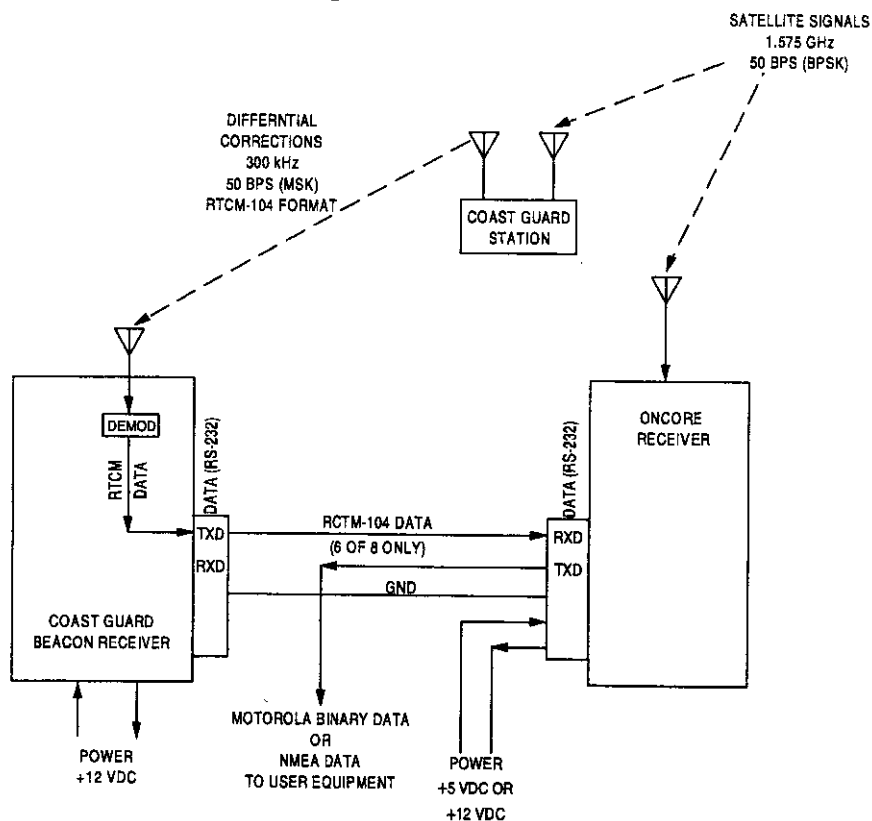 SATELLITE SIGNALS
1.575 GHz
50 BPS (BPSK)
DIFFERNTIAL
CORRECTIONS
300 kHz
50 BPS (MSK)
RTCM-104 FORMAT
COAST GUARD
STATION
DEMOD
RTCM
DATA
DATA (RS-232)
TXD
RXD
COAST GUARD
BEACON RECEIVER
POWER
+12 VDC
RCTM-104 DATA
(6 OF 8 ONLY)
GND
MOTOROLA BINARY DATA
OR
NMEA DATA
TO USER EQUIPMENT
ONCORE
RECEIVER
DATA (RS-232)
RXD
TXD
POWER
+5 VDC OR
+12 VDC